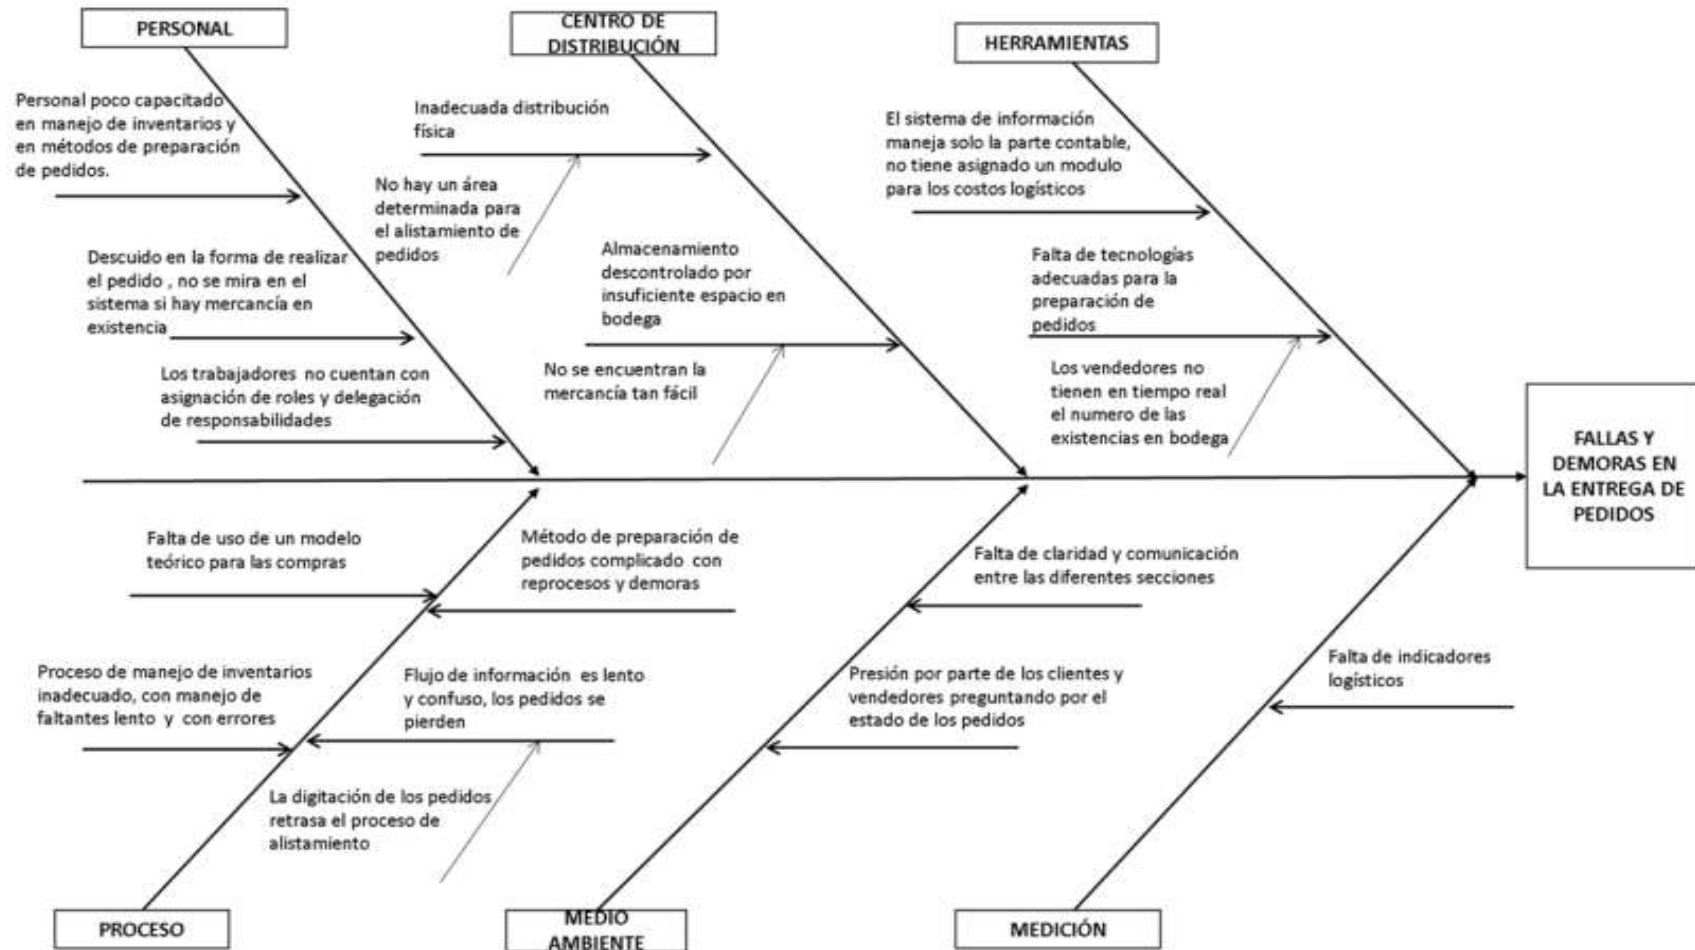 PERSONAL
CENTRO DE
DISTRIBUCIÓN
HERRAMIENTAS
Personal poco capacitado
en manejo de inventarios y
en métodos de preparación
de pedidos.
Descuido en la forma de realizar
el pedido , no se mira en el
sistema si hay mercancía en
existencia
Los trabajadores no cuentan con
asignación de roles y delegación
de responsabilidades
Inadecuada distribución
física
No hay un área
determinada para
el alistamiento de
pedidos
Almacenamiento
descontrolado por
insuficiente espacio en
bodega
No se encuentran la
mercancía tan fácil
El sistema de información
maneja solo la parte contable,
no tiene asignado un modulo
para los costos logísticos
Falta de tecnologías
adecuadas para la
preparación de
pedidos
Los vendedores no
tienen en tiempo real
el numero de las
existencias en bodega
FALLAS Y
DEMORAS EN
LA ENTREGA DE
PEDIDOS
Falta de uso de un modelo
teórico para las compras
Método de preparación de
pedidos complicado con
reprocesos y demoras
Proceso de manejo de inventarios
inadecuado, con manejo de
faltantes lento y con errores
Flujo de información es lento
y confuso, los pedidos se
pierden
La digitación de los pedidos
retrasa el proceso de
alistamiento
Falta de claridad y comunicación
entre las diferentes secciones
Presión por parte de los clientes y
vendedores preguntando por el
estado de los pedidos
Falta de indicadores
logísticos
PROCESO
MEDIO
AMBIENTE
MEDICIÓN